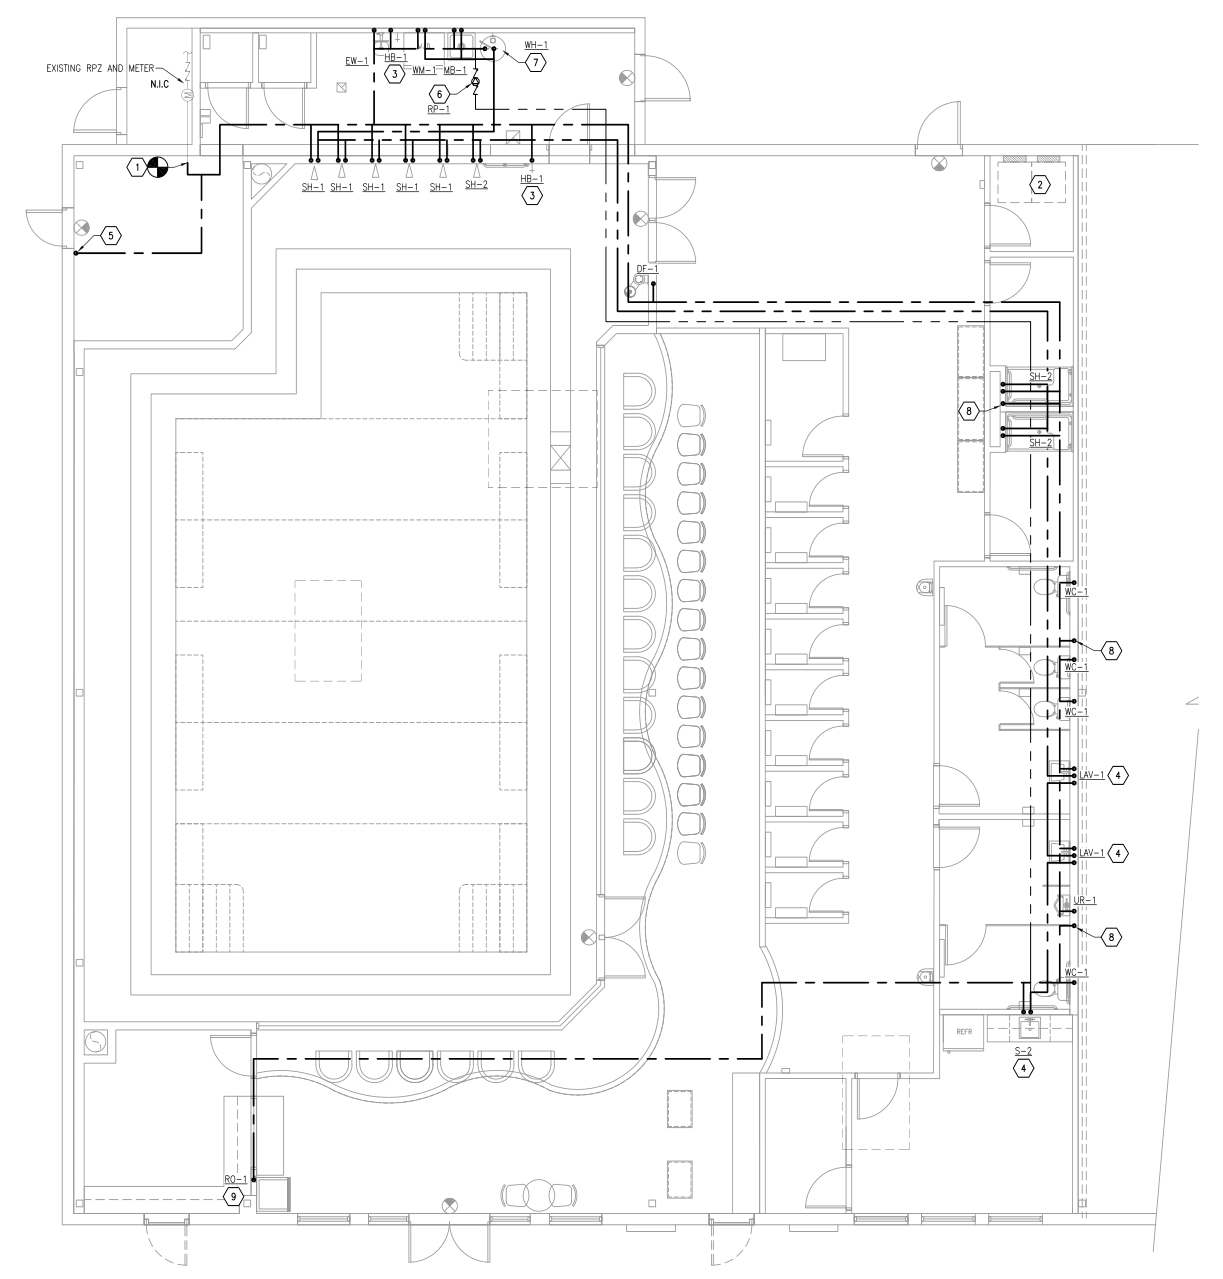 WH-1
EW-1
HB-1
7
EXISTING RPZ AND METER
3
WM-1
MB-1
N.I.C
6
M
RP-1
1
SH-1
SH-1
SH-1
SH-1
SH-1
SH-2
HB-1
3
2
5
DF-1
SH-2
8
SH-2
WC-1
8
WC-1
WC-1
LAV-1
4
LAV-1
4
UR-1
8
WC-1
REFR
S-2
4
RO-1
9